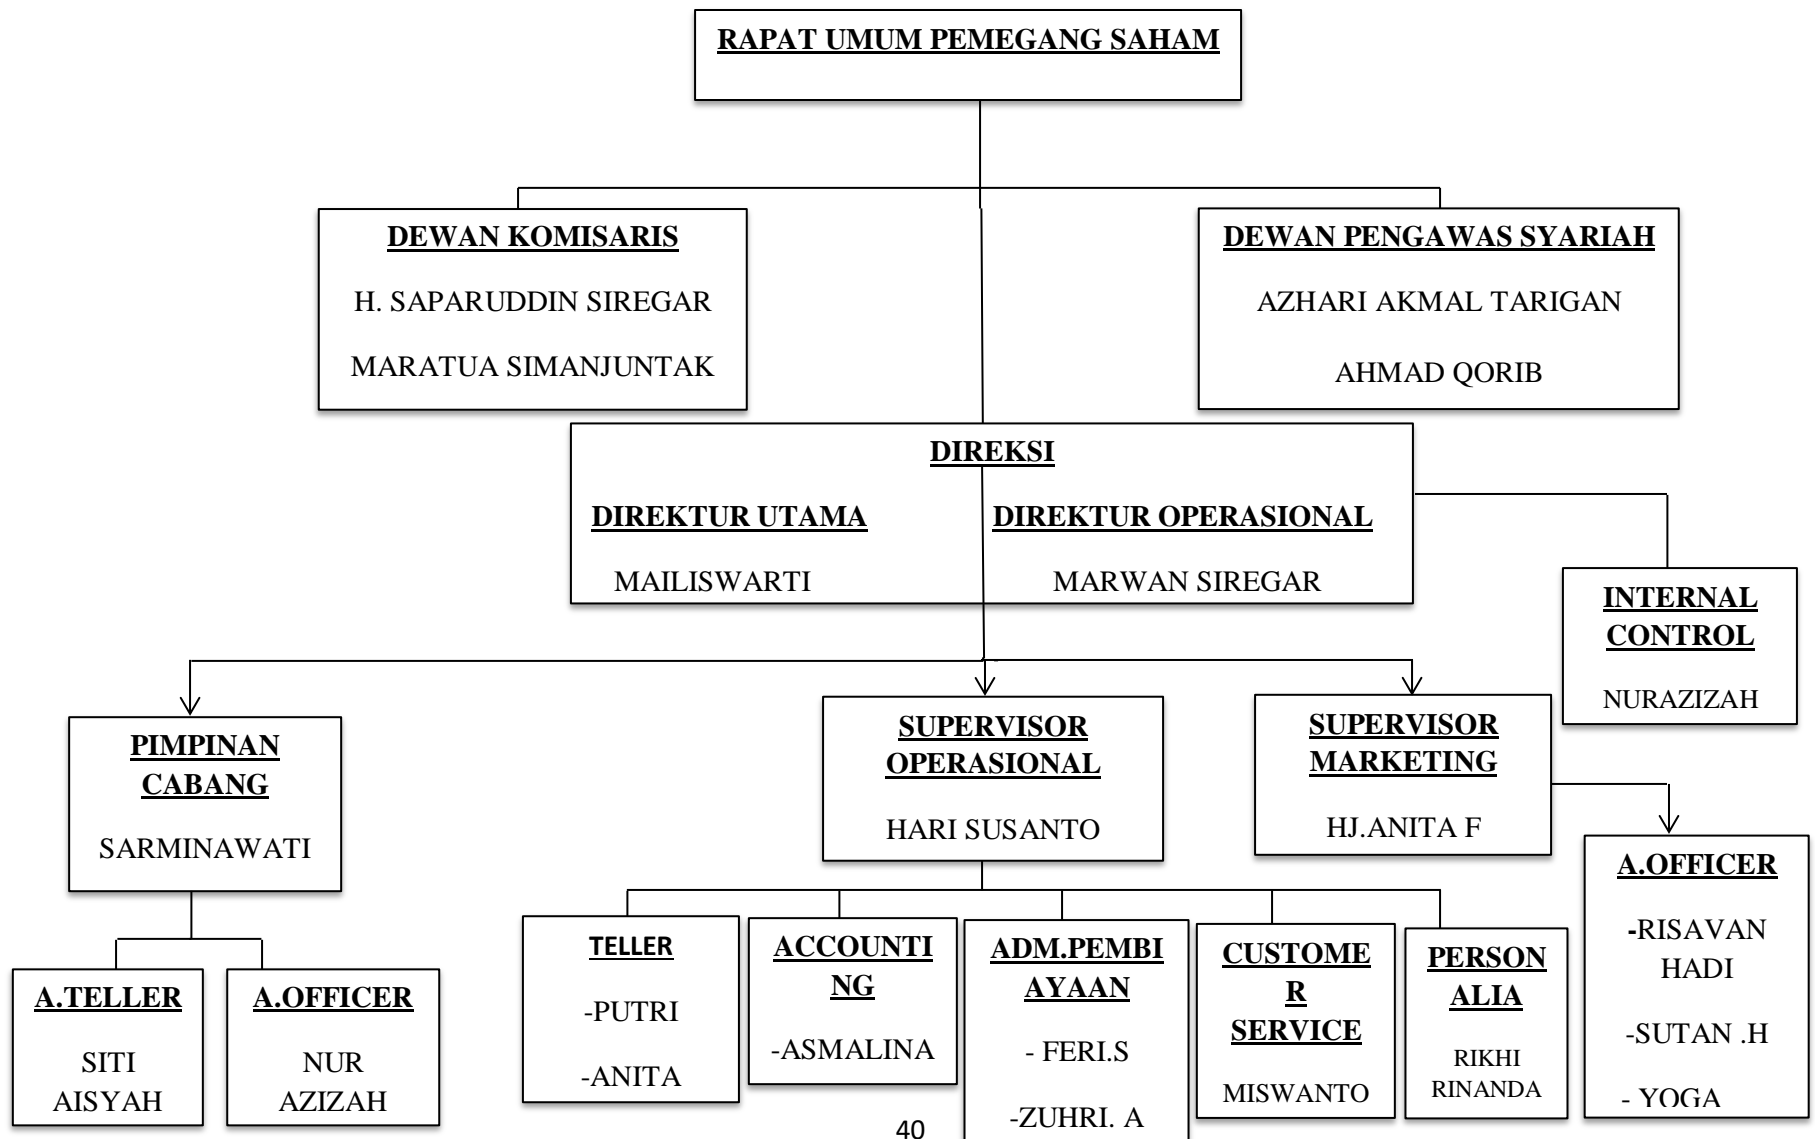 RAPAT UMUM PEMEGANG SAHAM
DEWAN KOMISARIS
H. SAPARUDDIN SIREGAR
MARATUA SIMANJUNTAK
DEWAN PENGAWAS SYARIAH
AZHARI AKMAL TARIGAN
AHMAD QORIB
DIREKSI
DIREKTUR UTAMA
MAILISWARTI
DIREKTUR OPERASIONAL
MARWAN SIREGAR
INTERNAL
CONTROL
NURAZIZAH
PIMPINAN
CABANG
SARMINAWATI
SUPERVISOR
OPERASIONAL
HARI SUSANTO
SUPERVISOR
MARKETING
HJ.ANITA F
A.TELLER
SITI
AISYAH
A.OFFICER
NUR
AZIZAH
TELLER
-PUTRI
-ANITA
ACCOUNTI
NG
-ASMALINA
ADM.PEMBI
AYAAN
- FERI.S
-ZUHRI. A
CUSTOME
R
SERVICE
MISWANTO
PERSON
ALIA
RIKHI
RINANDA
A.OFFICER
-RISAVAN
HADI
-SUTAN .H
- YOGA
40